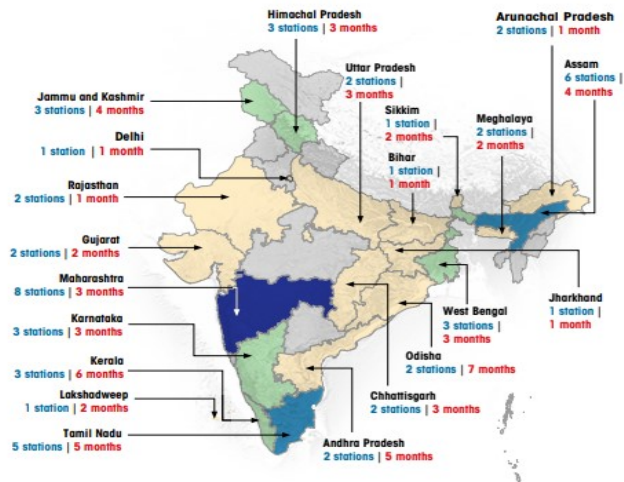 Himachal Pradesh
3 stations | 3 months
Arunachal Pradesh
2 stations | 1 month
Uttar Pradesh
2 stations |
3 months
Assam
6 stations |
4 months
Jammu and Kashmir
3 stations | 4 months
Sikkim
1 station |
2 months
Meghalaya
2 stations |
2 months
Delhi
1 station | 1 month
Bihar
1 station |
1 month
Rajasthan
2 stations | 1 month
Gujarat
2 stations | 2 months
Maharashtra
8 stations | 3 months
Jharkhand
1 station |
1 month
West Bengal
3 stations |
3 months
Karnataka
3 stations | 3 months
Odisha
2 stations | 7 months
Kerala
3 stations | 6 months
Chhattisgarh
2 stations | 3 months
Lakshadweep
1 station | 2 months
Tamil Nadu
5 stations | 5 months
Andhra Pradesh
2 stations | 5 months